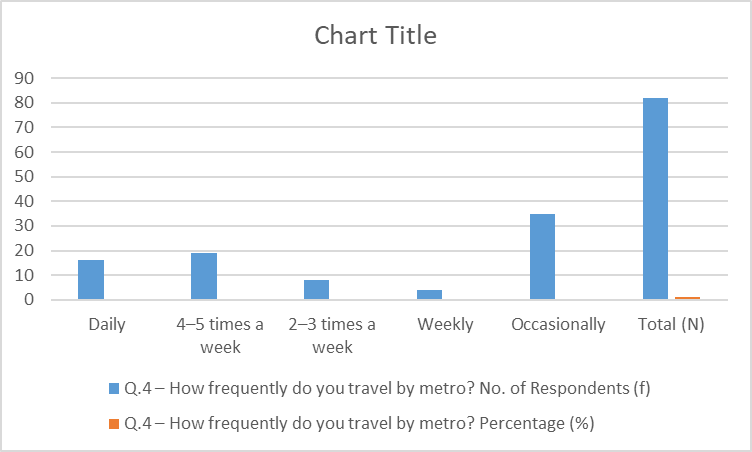 Chart Title
90
80
70
60
50
40
30
20
10
0
Daily
4–5 times a
week
2–3 times a
week
Weekly
Occasionally
Total (N)
Q.4 – How frequently do you travel by metro? No. of Respondents (f)
Q.4 – How frequently do you travel by metro? Percentage (%)